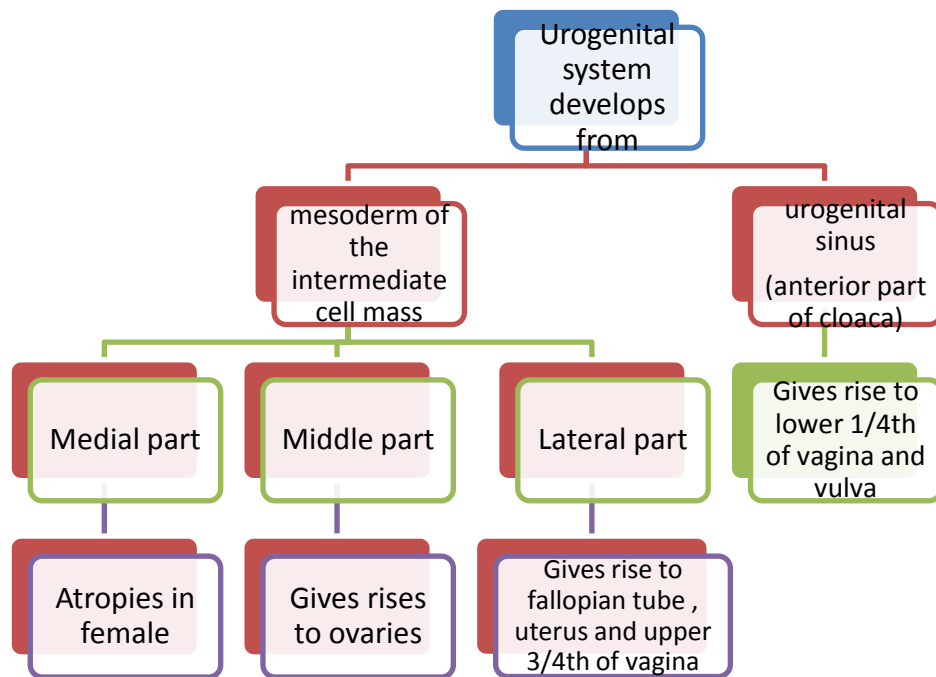 Urogenital
system
develops
from
mesoderm of
the
intermediate
cell mass
urogenital
sinus
(anterior part
of cloaca)
Medial part
Middle part
Lateral part
Gives rise to
lower 1/4th
of vagina and
vulva
Atropies in
female
Gives rises
to ovaries
Gives rise to
fallopian tube ,
uterus and upper
3/4th of vagina